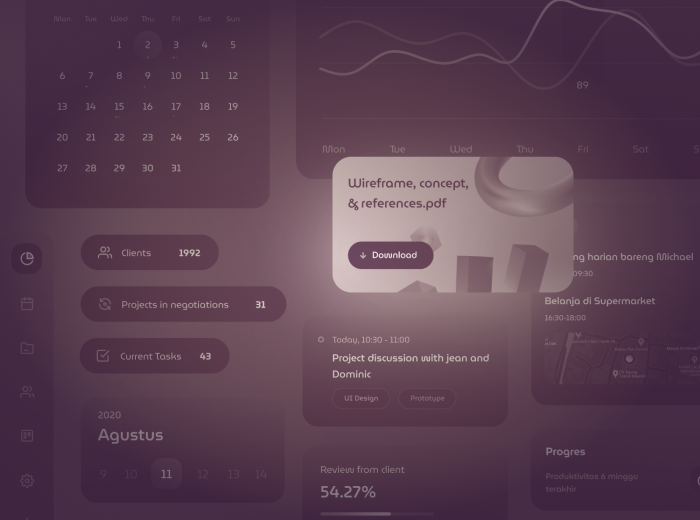 Mon Tue Wed Thu Fri Sat Sun
1 2 3 4 5
6 7 8 9 10 11 12
13 14 15 16 17 18 19
20 21 22 23 24 25 26
27 28 29 30 31
89
Mon Tue Wed Thu Fri Sat S
Wireframe, concept,
& references.pdf
Download
Clients 1992
Projects in negotiations 31
Current Tasks 43
2020
Agustus
9 10 11 12 13 14
Today, 10:30 - 11:00
Project discussion with jean and
Dominic
UI Design Prototype
Review from client
54.27%
ng harian bareng Michael
09:30
Belanja di Supermarket
16:30-18:00
Progres
Produktivitas 6 minggu
terakhir